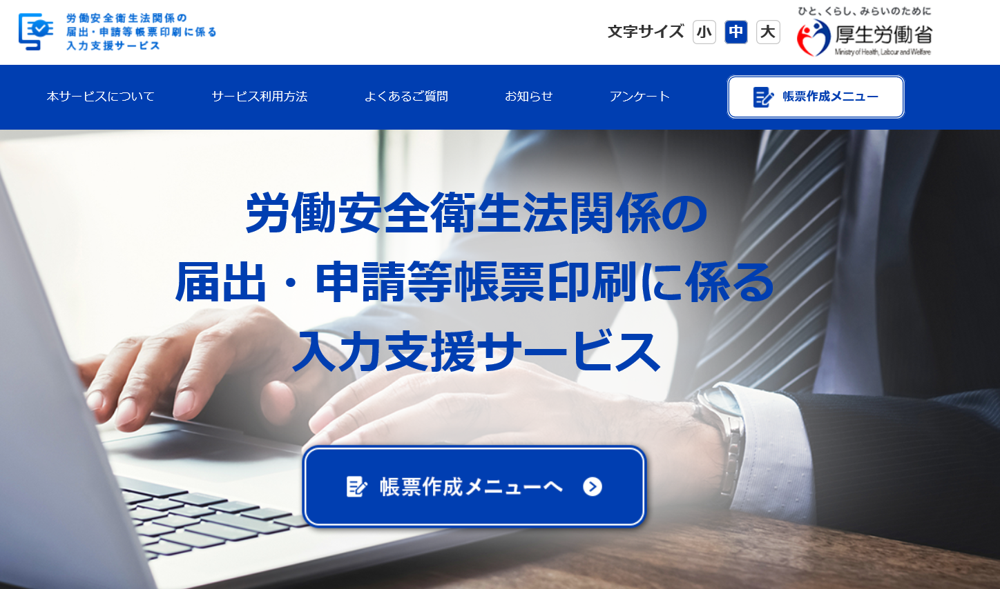 労働安全衛生法関係の
届出・申請等帳票印刷に係る
入力支援サービス
文字サイズ 小 中 大
ひと、くらし、みらいのために
厚生労働省
Ministry of Health, Labour and Welfare
本サービスについて サービス利用方法 よくあるご質問 お知らせ アンケート 帳票作成メニュー
労働安全衛生法関係の
届出・申請等帳票印刷に係る
入力支援サービス
帳票作成メニューへ